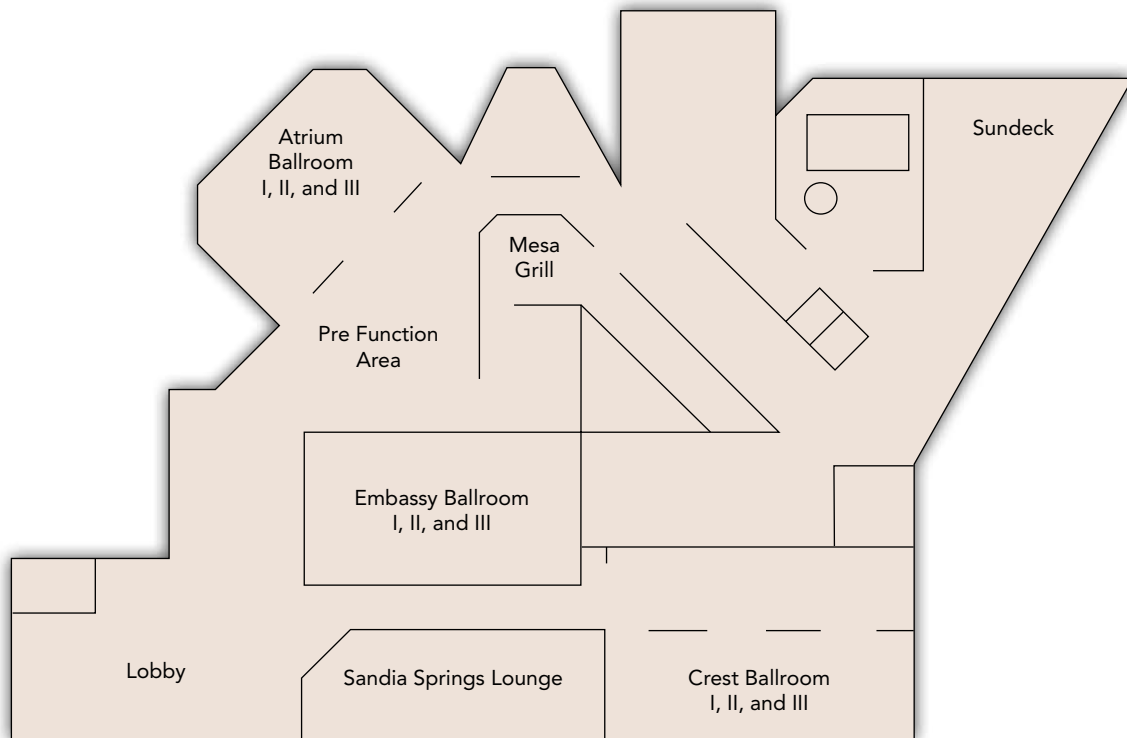 Atrium
Ballroom
I, II, and III
Sundeck
Mesa
Grill
Pre Function
Area
Embassy Ballroom
I, II, and III
Lobby
Sandia Springs Lounge
Crest Ballroom
I, II, and III